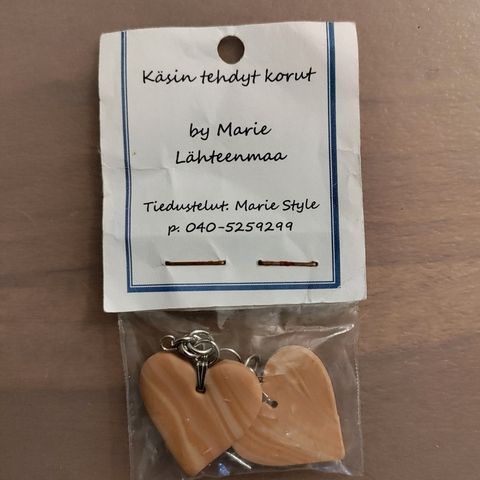 Käsin tehdyt korut
by Marie
Lähteenmaa
Tiedustelut: Marie Style
p. 040-5259299